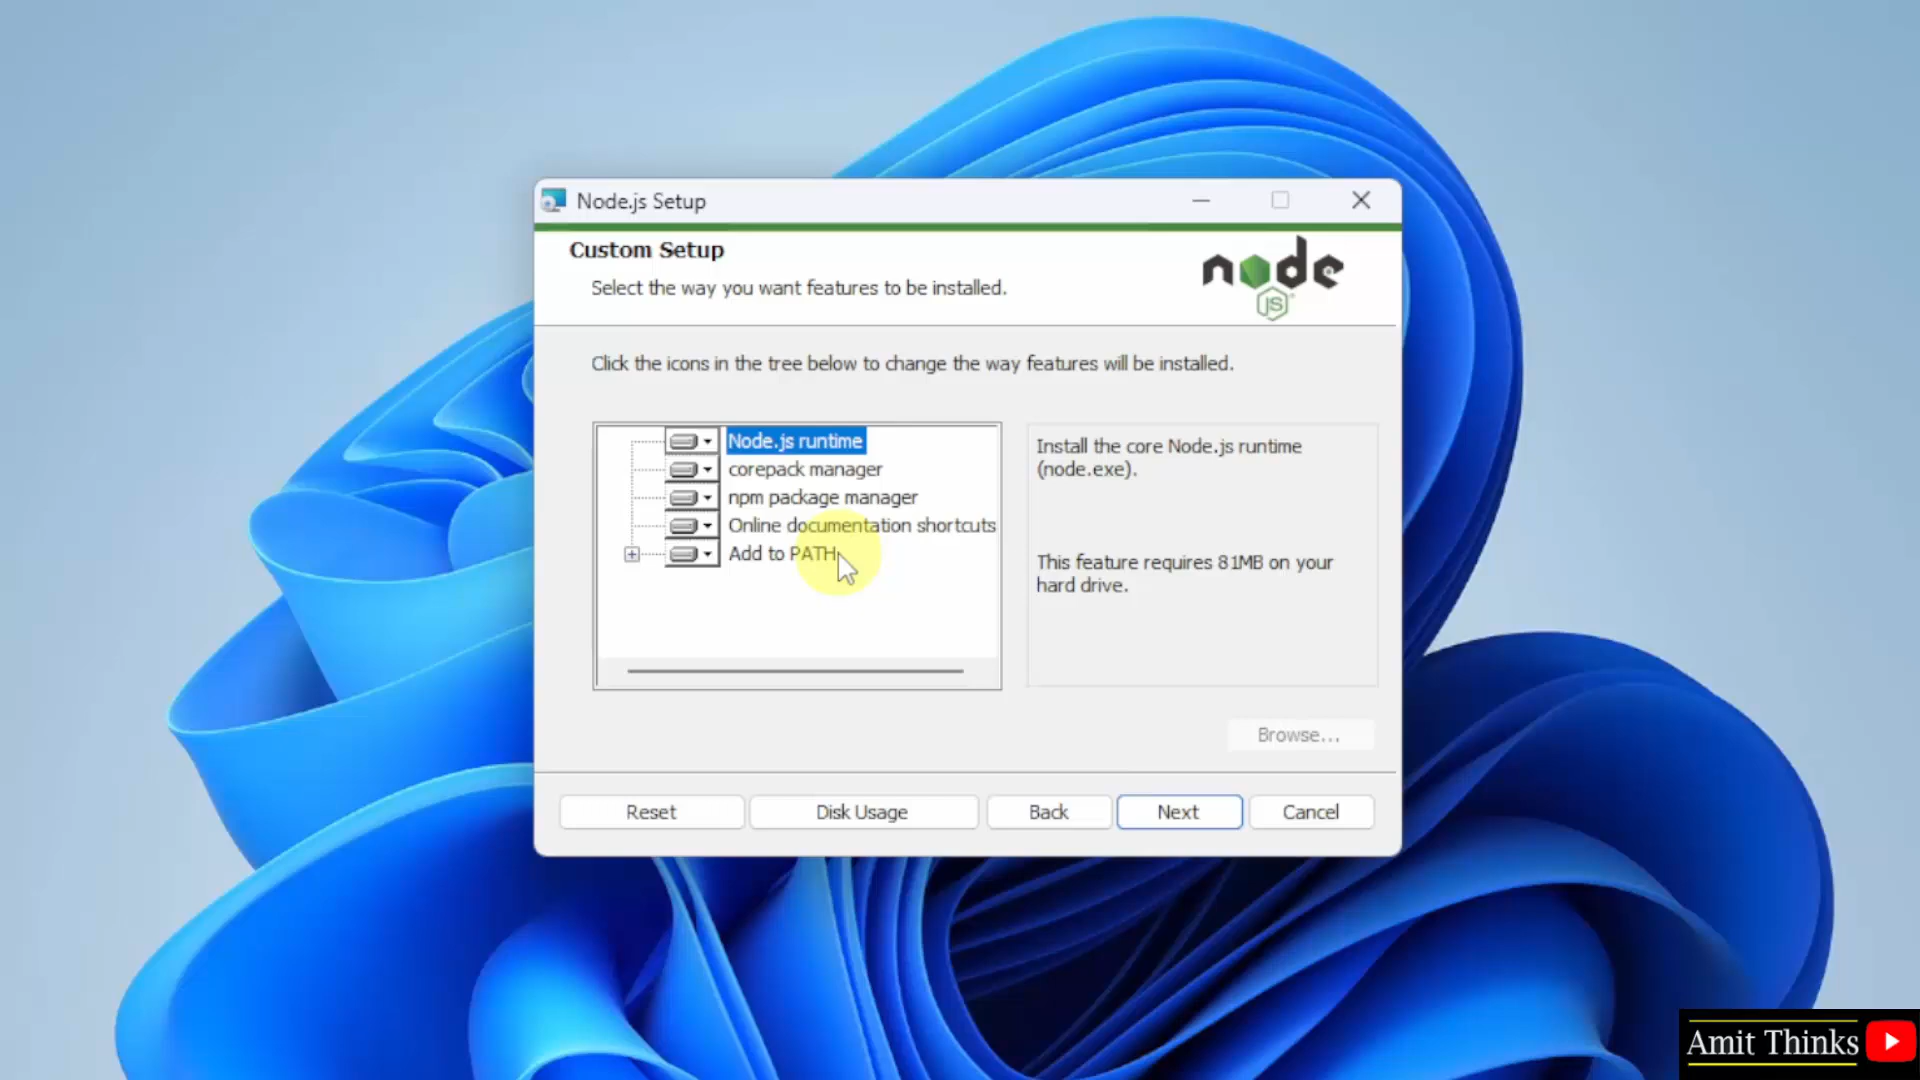 Node.js Setup
Custom Setup
Select the way you want features to be installed.
node
JS
Click the icons in the tree below to change the way features will be installed.
Node.js runtime
corepack manager
npm package manager
Online documentation shortcuts
Add to PATH
Install the core Node.js runtime
(node.exe).
This feature requires 81MB on your
hard drive.
Browse...
Reset
Disk Usage
Back
Next
Cancel
Amit Thinks